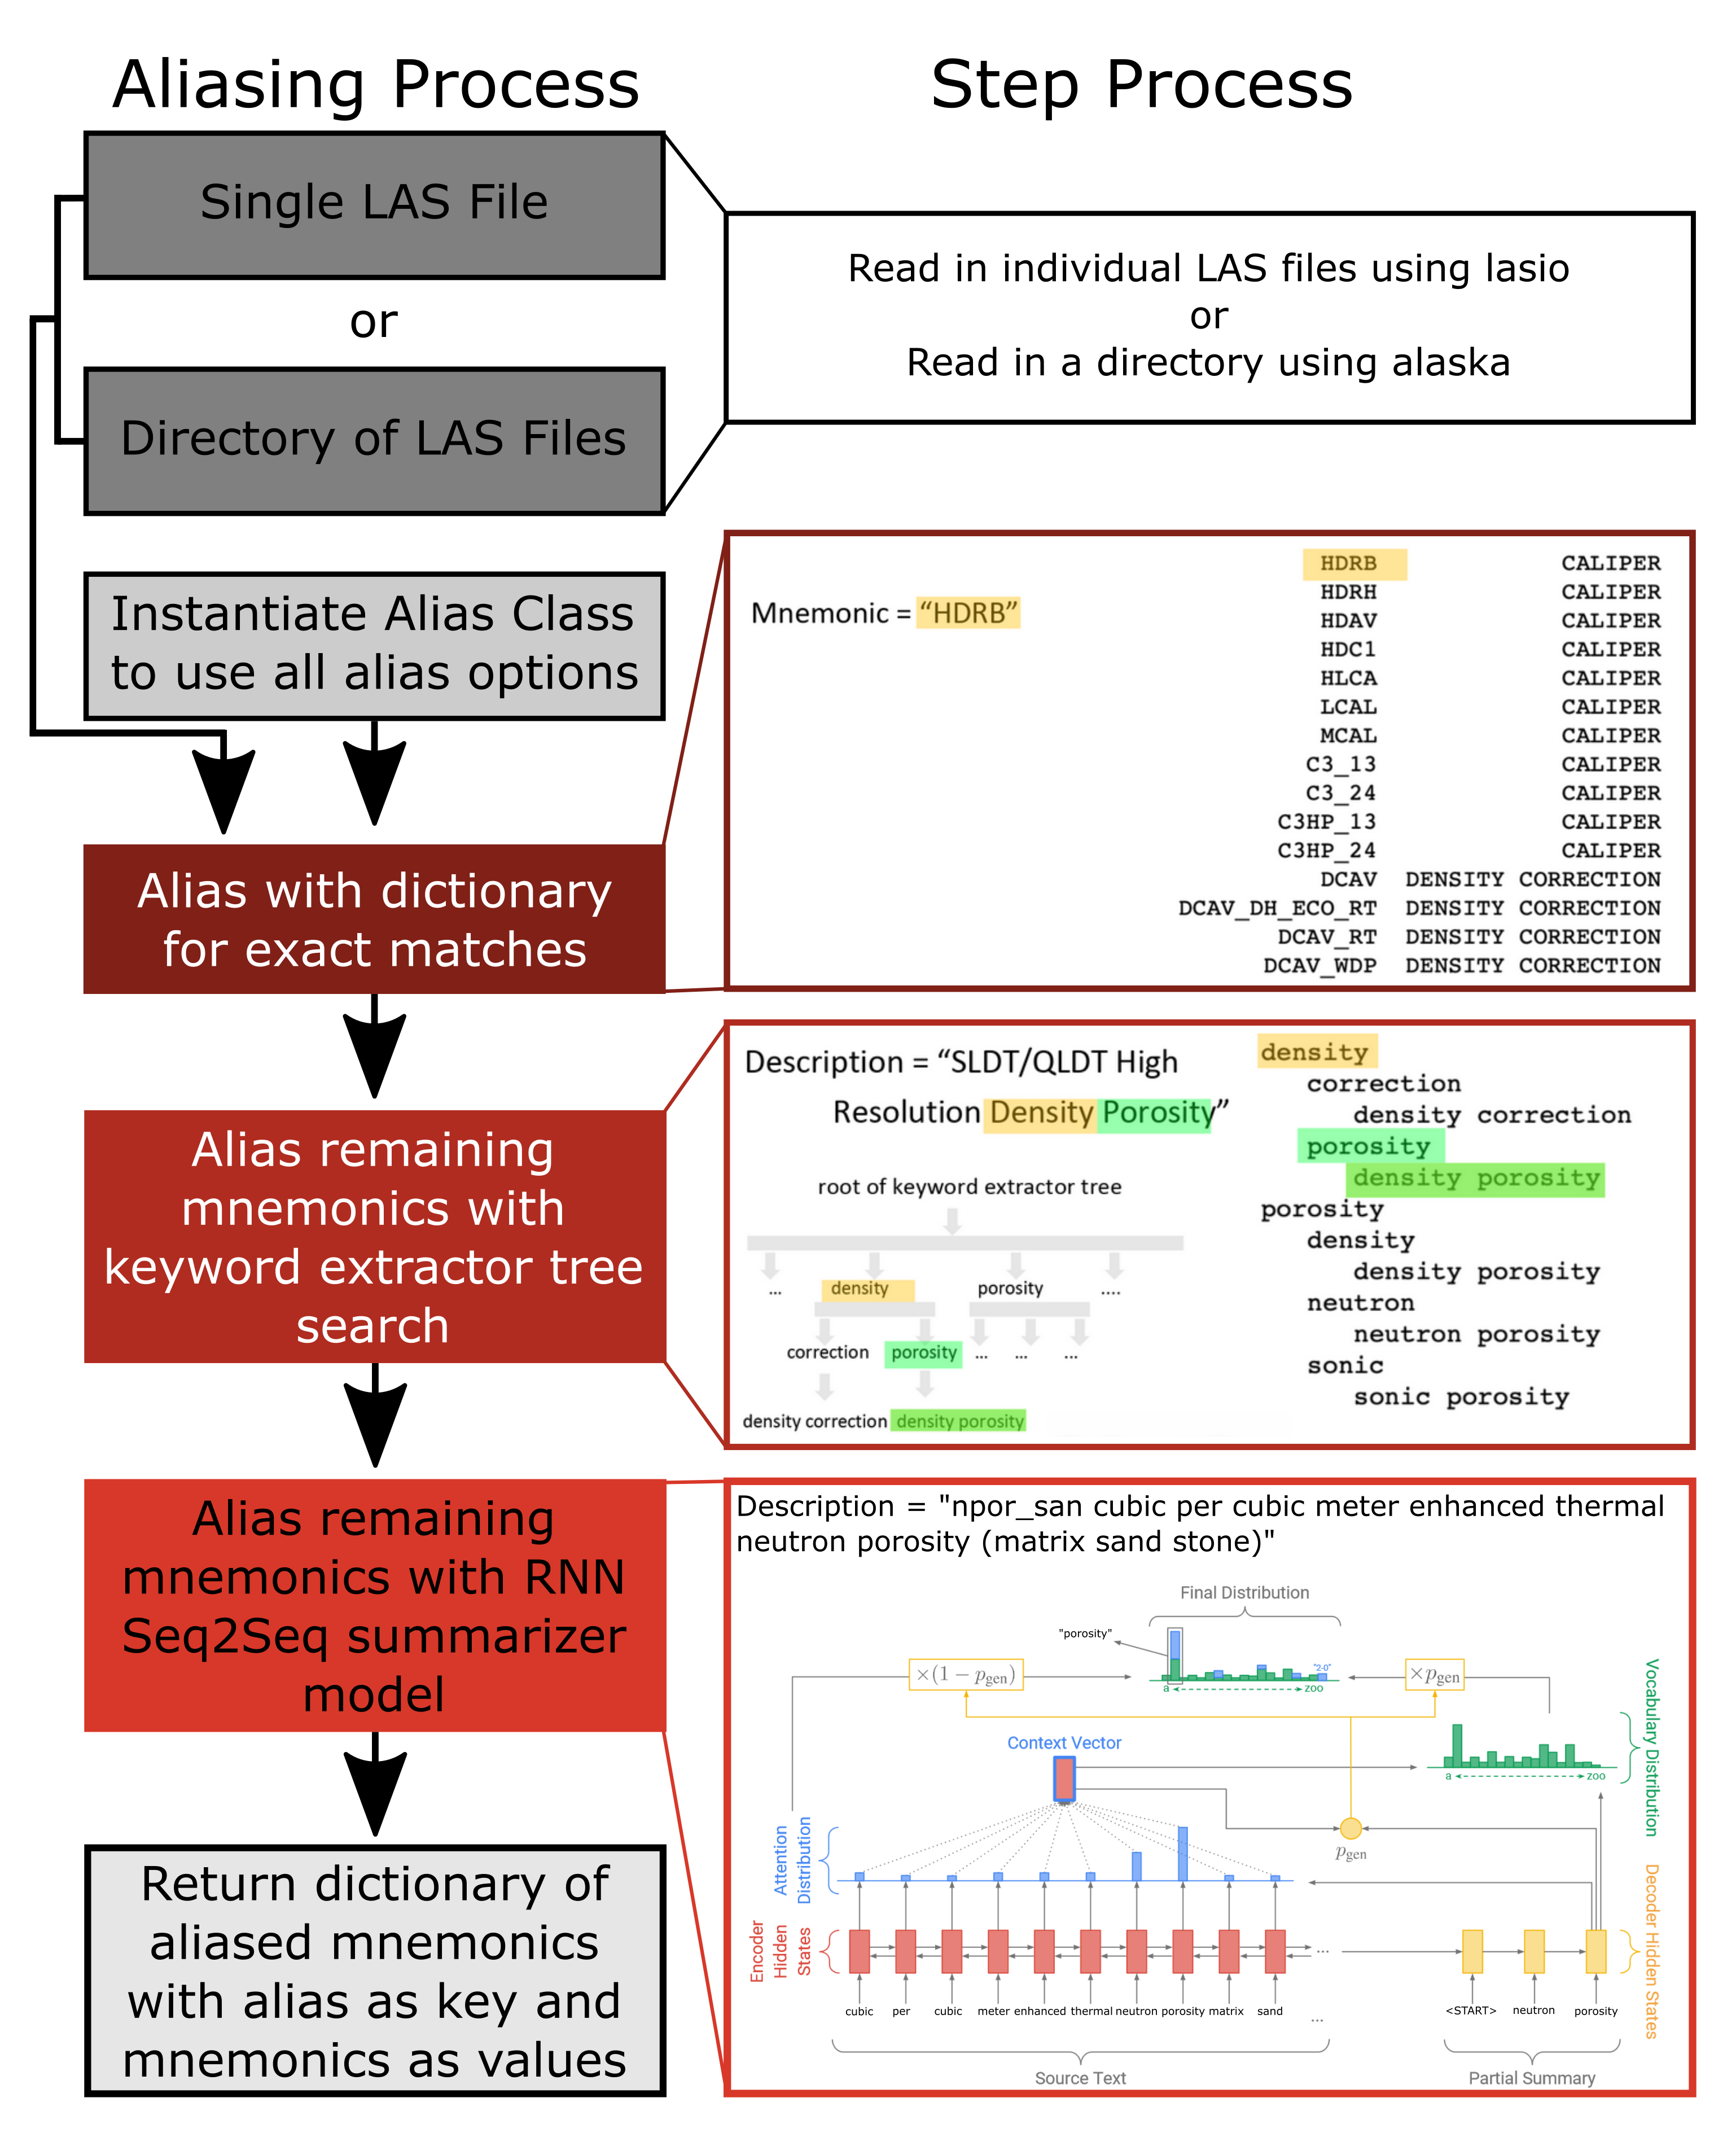 Aliasing Process
Step Process
Single LAS File
or
Directory of LAS Files
Read in individual LAS files using lasio
or
Read in a directory using alaska
Instantiate Alias Class
to use all alias options
Alias with dictionary
for exact matches
Mnemonic = “HDRB”
HDRB CALIPER
HDRH CALIPER
HDAV CALIPER
HDC1 CALIPER
HLCA CALIPER
LCAL CALIPER
MCAL CALIPER
C3_13 CALIPER
C3_24 CALIPER
C3HP_13 CALIPER
C3HP_24 CALIPER
DCAV DENSITY CORRECTION
DCAV_DH_ECO_RT DENSITY CORRECTION
DCAV_RT DENSITY CORRECTION
DCAV_WDP DENSITY CORRECTION
Alias remaining
mnemonics with
keyword extractor tree
search
Description = “SLDT/QLDT High
Resolution Density Porosity”
root of keyword extractor tree
... density porosity ....
correction porosity ... ... ...
density correction density porosity
density
correction
density correction
porosity
density porosity
porosity
density
density porosity
neutron
neutron porosity
sonic
sonic porosity
Alias remaining
mnemonics with RNN
Seq2Seq summarizer
model
Description = "npor_san cubic per cubic meter enhanced thermal
neutron porosity (matrix sand stone)"
Final Distribution
"porosity"
×(1 − pgen)
"2-0"
×pgen
a zoo
Context Vector
a zoo
Vocabulary Distribution
Attention
Distribution
pgen
Encoder
Hidden
States
...
Decoder Hidden States
cubic per cubic meter enhanced thermal neutron porosity matrix sand ...
<START> neutron porosity
Source Text
Partial Summary
Return dictionary of
aliased mnemonics
with alias as key and
mnemonics as values